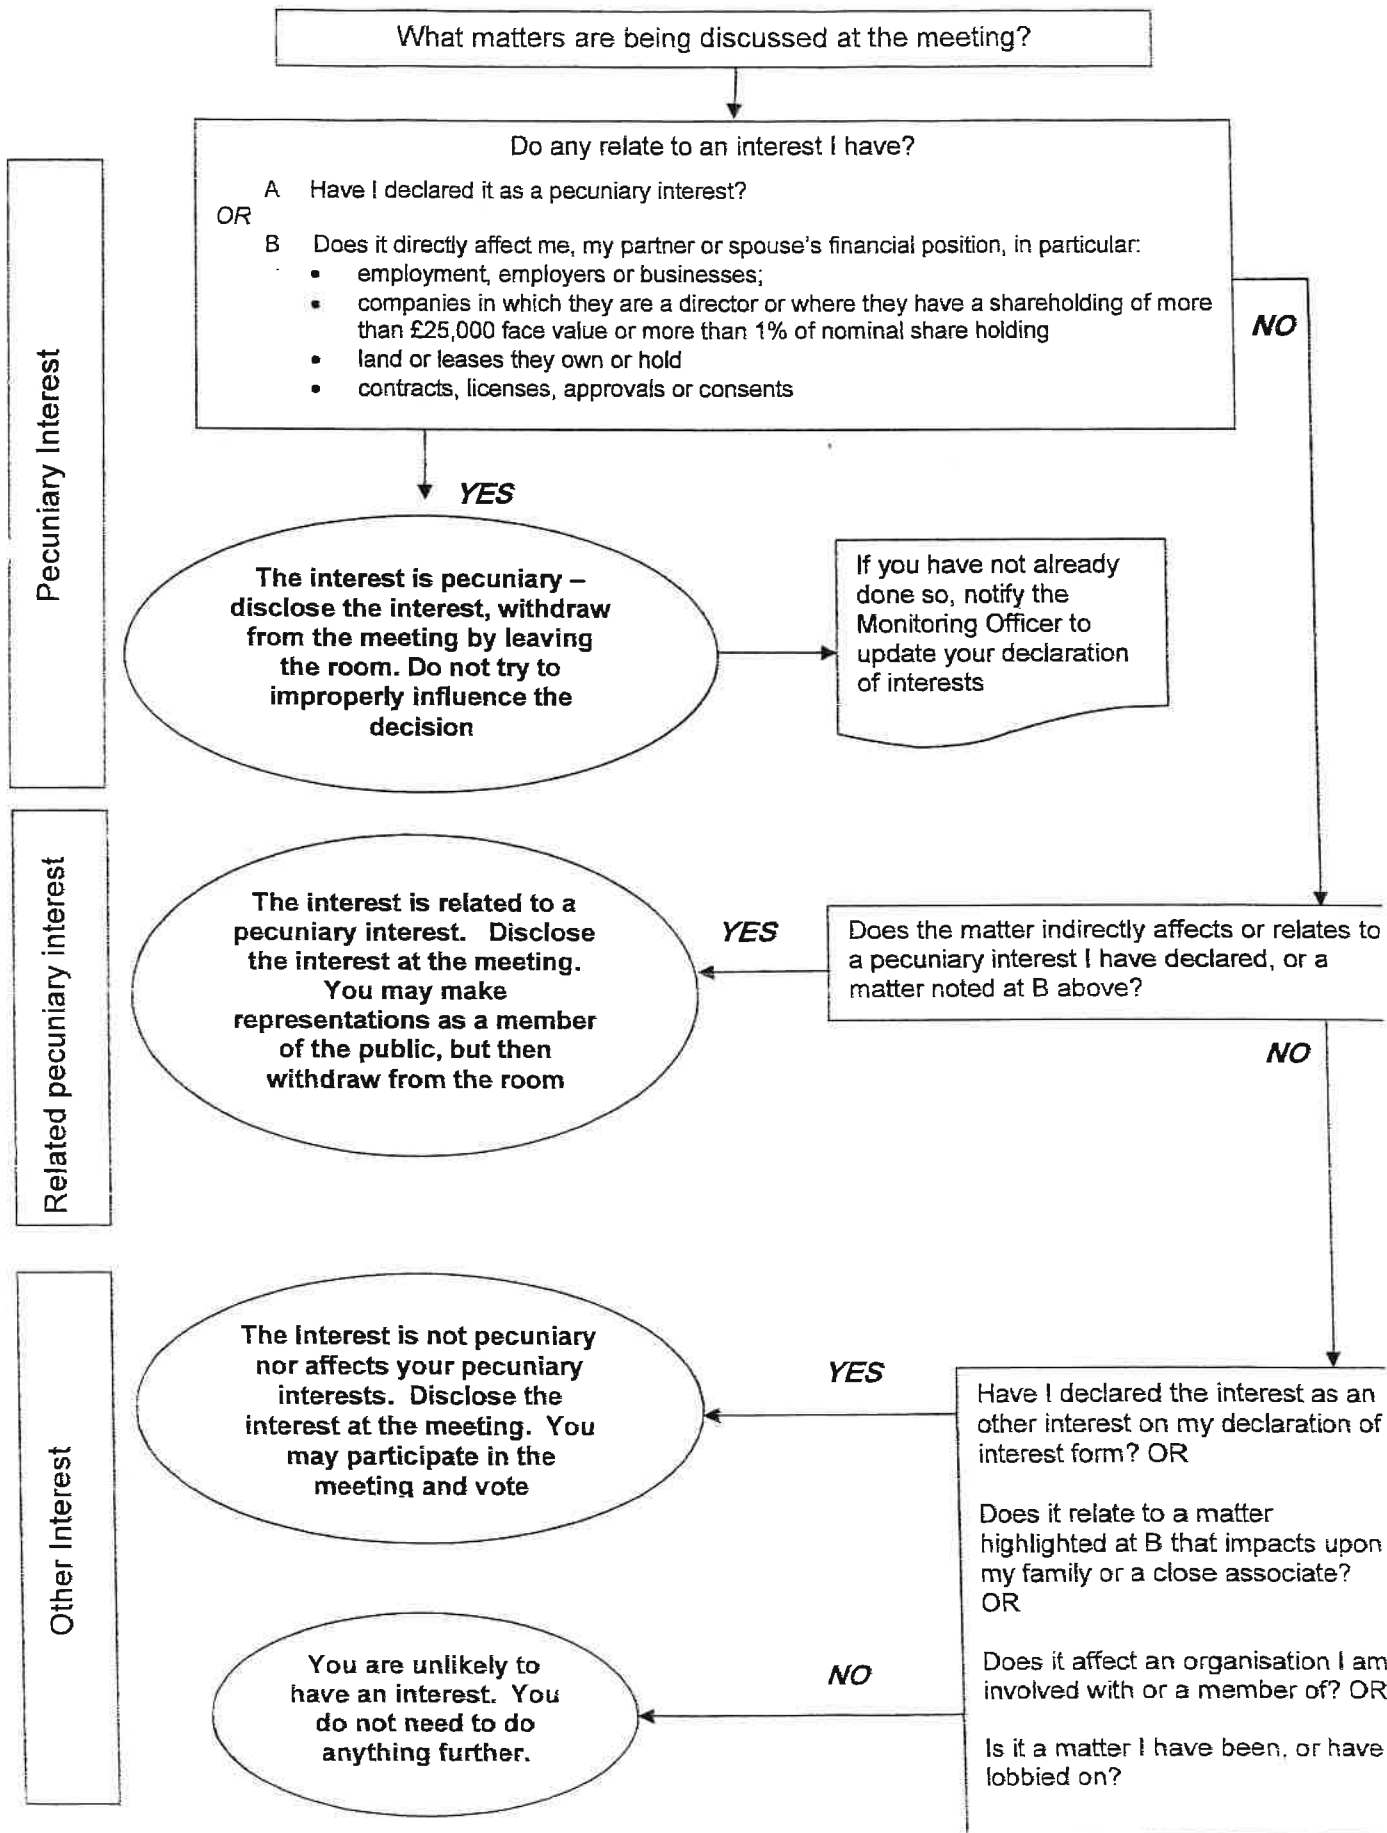 What matters are being discussed at the meeting?
Do any relate to an interest I have?
A Have I declared it as a pecuniary interest?
OR
B Does it directly affect me, my partner or spouse's financial position, in particular:
• employment, employers or businesses;
• companies in which they are a director or where they have a shareholding of more
than £25,000 face value or more than 1% of nominal share holding
• land or leases they own or hold
• contracts, licenses, approvals or consents
NO
Pecuniary Interest
YES
The interest is pecuniary –
disclose the interest, withdraw
from the meeting by leaving
the room. Do not try to
improperly influence the
decision
If you have not already
done so, notify the
Monitoring Officer to
update your declaration
of interests
Related pecuniary interest
The interest is related to a
pecuniary interest. Disclose
the interest at the meeting.
You may make
representations as a member
of the public, but then
withdraw from the room
YES
Does the matter indirectly affects or relates to
a pecuniary interest I have declared, or a
matter noted at B above?
NO
Other Interest
The Interest is not pecuniary
nor affects your pecuniary
interests. Disclose the
interest at the meeting. You
may participate in the
meeting and vote
YES
Have I declared the interest as an
other interest on my declaration of
interest form? OR
Does it relate to a matter
highlighted at B that impacts upon
my family or a close associate?
OR
Does it affect an organisation I am
involved with or a member of? OR
Is it a matter I have been, or have
lobbied on?
NO
You are unlikely to
have an interest. You
do not need to do
anything further.